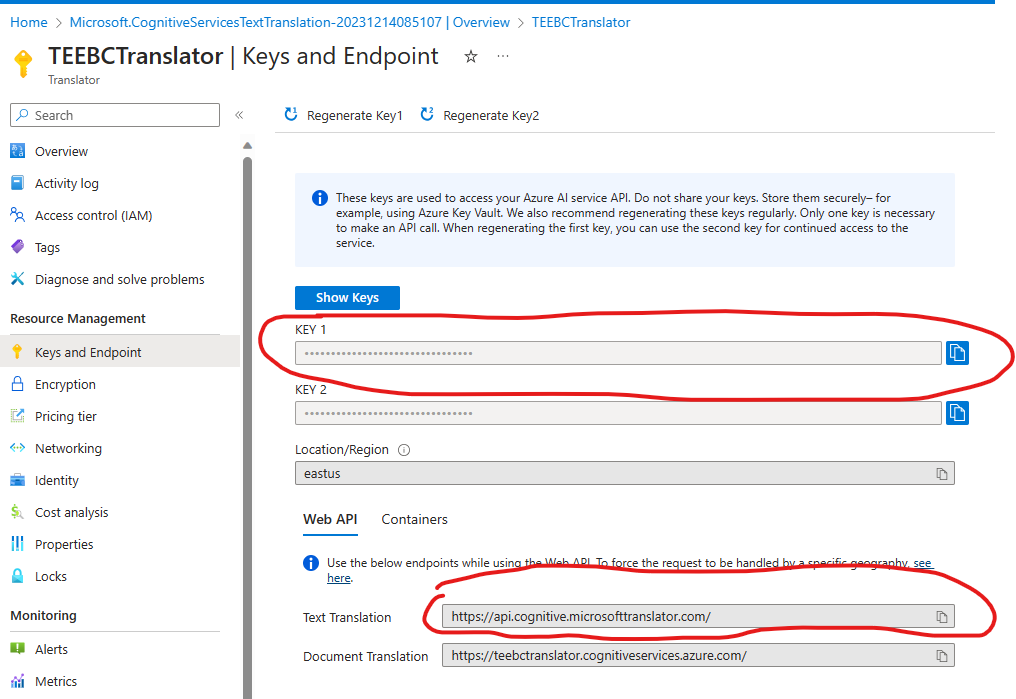 Home > Microsoft.CognitiveServicesTextTranslation-20231214085107 | Overview > TEEBCTranslator
TEEBCTranslator | Keys and Endpoint
Translator
Search
Overview
Activity log
Access control (IAM)
Tags
Diagnose and solve problems
Resource Management
Keys and Endpoint
Encryption
Pricing tier
Networking
Identity
Cost analysis
Properties
Locks
Monitoring
Alerts
Metrics
Regenerate Key1 Regenerate Key2
These keys are used to access your Azure AI service API. Do not share your keys. Store them securely– for
example, using Azure Key Vault. We also recommend regenerating these keys regularly. Only one key is necessary
to make an API call. When regenerating the first key, you can use the second key for continued access to the
service.
Show Keys
KEY 1
••••••••••••••••••••••••••••••••
KEY 2
••••••••••••••••••••••••••••••••
Location/Region
eastus
Web API Containers
Use the below endpoints while using the Web API. To force the request to be handled by a specific geography, see
here.
Text Translation https://api.cognitive.microsofttranslator.com/
Document Translation https://teebctranslator.cognitiveservices.azure.com/